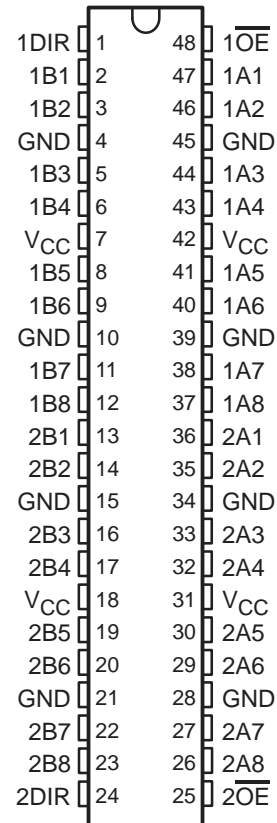 1DIR 1 48 1O̅E̅
1B1 2 47 1A1
1B2 3 46 1A2
GND 4 45 GND
1B3 5 44 1A3
1B4 6 43 1A4
VCC 7 42 VCC
1B5 8 41 1A5
1B6 9 40 1A6
GND 10 39 GND
1B7 11 38 1A7
1B8 12 37 1A8
2B1 13 36 2A1
2B2 14 35 2A2
GND 15 34 GND
2B3 16 33 2A3
2B4 17 32 2A4
VCC 18 31 VCC
2B5 19 30 2A5
2B6 20 29 2A6
GND 21 28 GND
2B7 22 27 2A7
2B8 23 26 2A8
2DIR 24 25 2O̅E̅